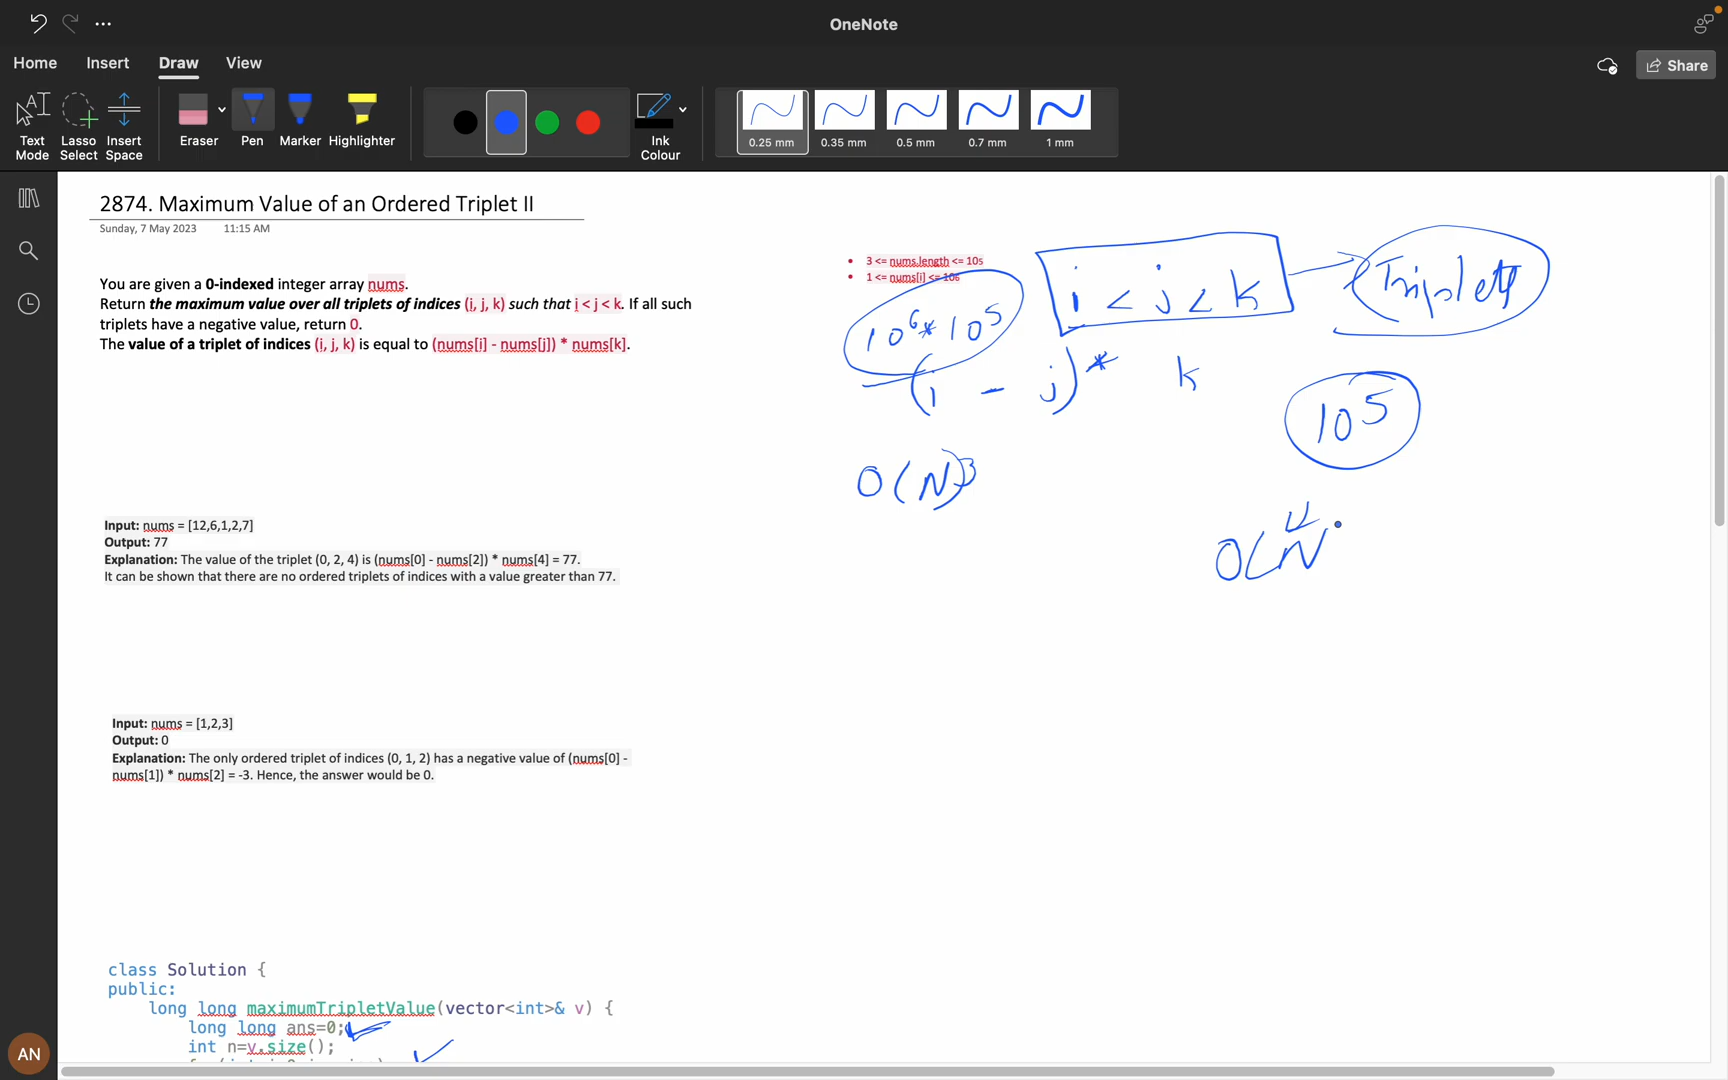 OneNote
Home Insert Draw View
Share
Text Mode
Lasso Select
Insert Space
Eraser
Pen
Marker
Highlighter
Ink Colour
0.25 mm
0.35 mm
0.5 mm
0.7 mm
1 mm
2874. Maximum Value of an Ordered Triplet II
Sunday, 7 May 2023 11:15 AM
You are given a 0-indexed integer array nums.
Return the maximum value over all triplets of indices (i, j, k) such that i < j < k. If all such
triplets have a negative value, return 0.
The value of a triplet of indices (i, j, k) is equal to (nums[i] - nums[j]) * nums[k].
• 3 <= nums.length <= 105
• 1 <= nums[i] <= 106
i < j < k
Triplets
10^6 * 10^5
(i - j) * k
10^5
O(N)^3
O(N
Input: nums = [12,6,1,2,7]
Output: 77
Explanation: The value of the triplet (0, 2, 4) is (nums[0] - nums[2]) * nums[4] = 77.
It can be shown that there are no ordered triplets of indices with a value greater than 77.
Input: nums = [1,2,3]
Output: 0
Explanation: The only ordered triplet of indices (0, 1, 2) has a negative value of (nums[0] -
nums[1]) * nums[2] = -3. Hence, the answer would be 0.
class Solution {
public:
long long maximumTripletValue(vector<int>& v) {
long long ans=0;
int n=v.size();
AN